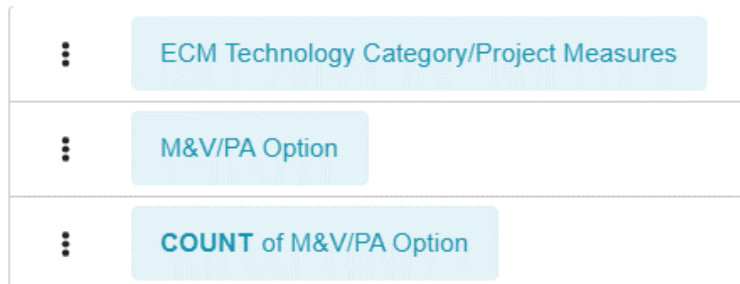 ECM Technology Category/Project Measures
M&V/PA Option
COUNT of M&V/PA Option